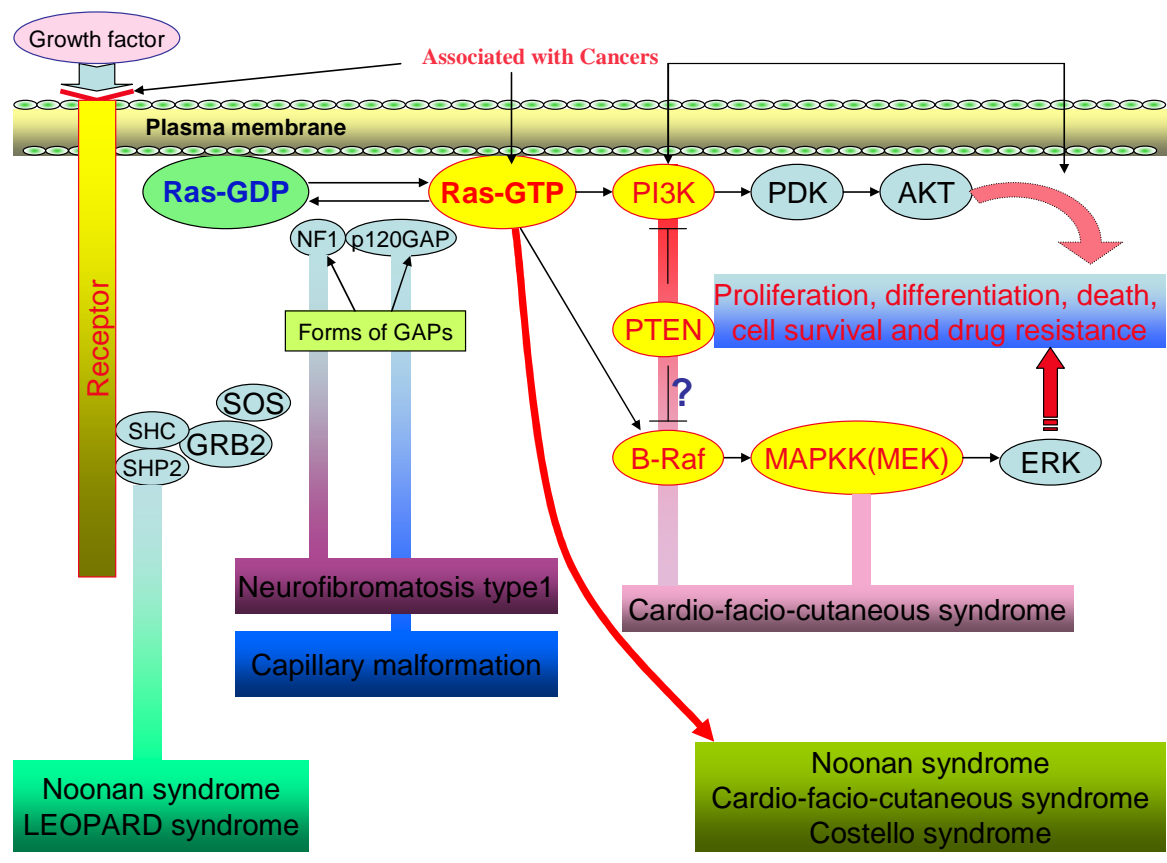 Growth factor
Associated with Cancers
Plasma membrane
Receptor
Ras-GDP
Ras-GTP
PI3K
PDK
AKT
NF1
p120GAP
Forms of GAPs
Proliferation, differentiation, death,
cell survival and drug resistance
PTEN
?
SOS
SHC
GRB2
SHP2
B-Raf
MAPKK(MEK)
ERK
Neurofibromatosis type1
Capillary malformation
Cardio-facio-cutaneous syndrome
Noonan syndrome
LEOPARD syndrome
Noonan syndrome
Cardio-facio-cutaneous syndrome
Costello syndrome